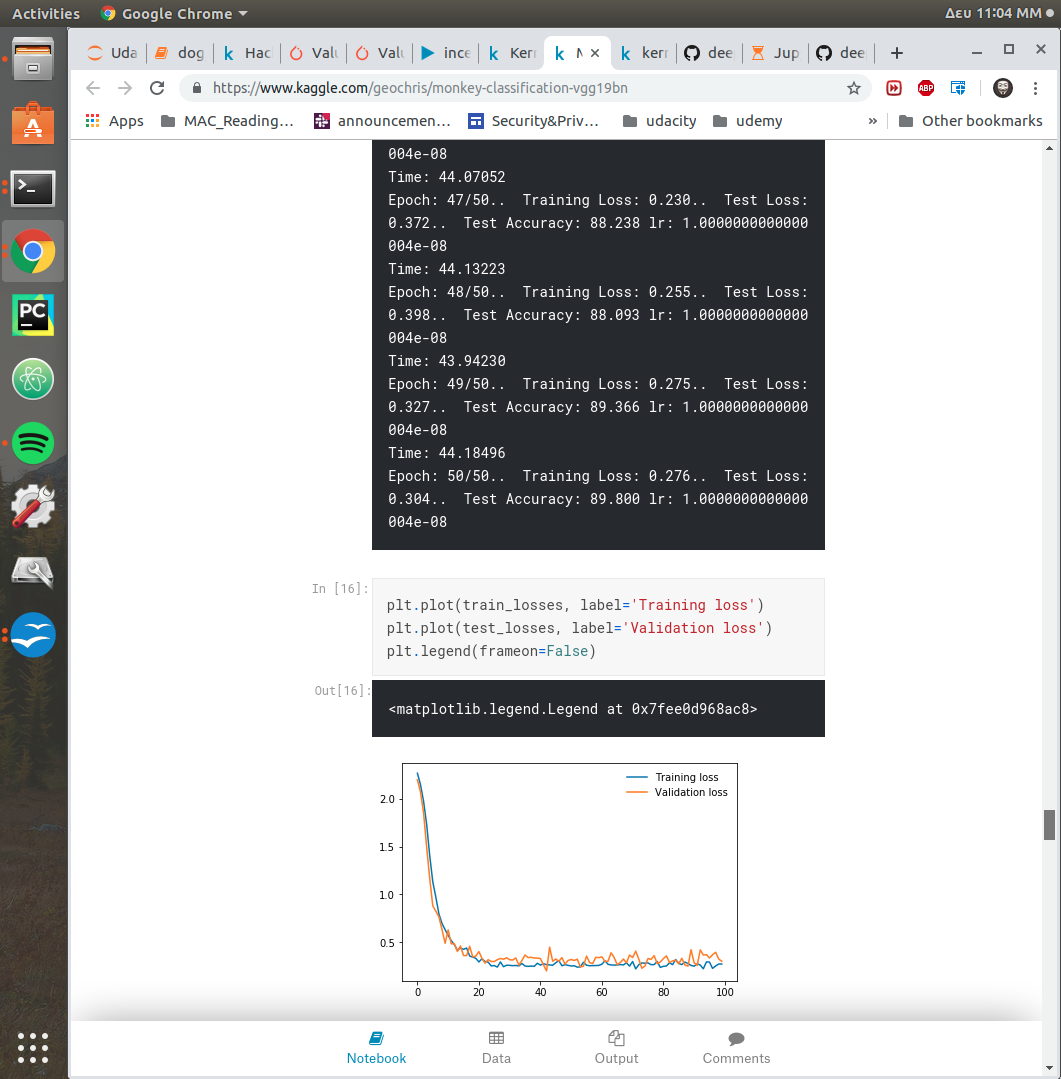 Activities
Google Chrome
Δευ 11:04 ΜΜ
Uda
dog
Hac
Valu
Valu
ince
Ker
kerr
dee
Jup
dee
https://www.kaggle.com/geochris/monkey-classification-vgg19bn
ABP
Apps
MAC_Reading...
announcemen...
Security&Priv...
udacity
udemy
»
Other bookmarks
004e-08
Time: 44.07052
Epoch: 47/50.. Training Loss: 0.230.. Test Loss:
0.372.. Test Accuracy: 88.238 lr: 1.0000000000000
004e-08
Time: 44.13223
Epoch: 48/50.. Training Loss: 0.255.. Test Loss:
0.398.. Test Accuracy: 88.093 lr: 1.0000000000000
004e-08
Time: 43.94230
Epoch: 49/50.. Training Loss: 0.275.. Test Loss:
0.327.. Test Accuracy: 89.366 lr: 1.0000000000000
004e-08
Time: 44.18496
Epoch: 50/50.. Training Loss: 0.276.. Test Loss:
0.304.. Test Accuracy: 89.800 lr: 1.0000000000000
004e-08
In [16]:
plt.plot(train_losses, label='Training loss')
plt.plot(test_losses, label='Validation loss')
plt.legend(frameon=False)
Out[16]:
<matplotlib.legend.Legend at 0x7fee0d968ac8>
Training loss
Validation loss
2.0
1.5
1.0
0.5
0 20 40 60 80 100
Notebook
Data
Output
Comments
PC